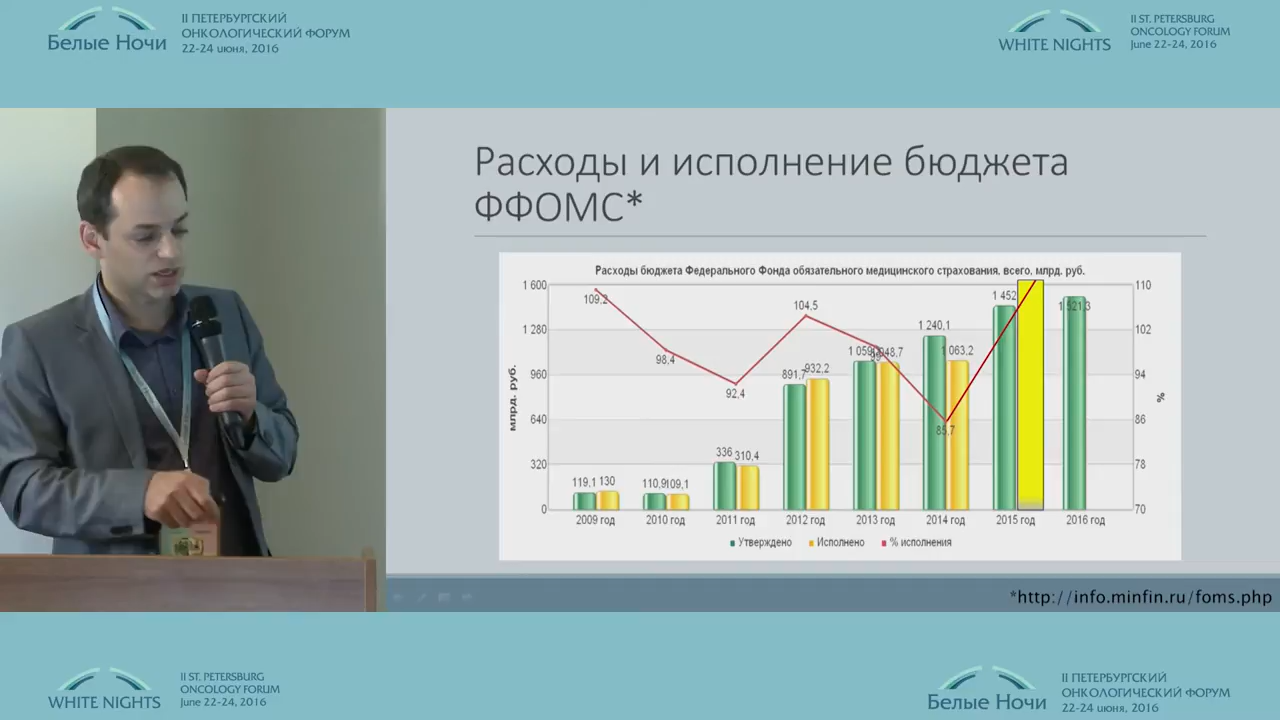 II ПЕТЕРБУРГСКИЙ
ОНКОЛОГИЧЕСКИЙ ФОРУМ
22-24 июня, 2016
Белые Ночи
II ST. PETERSBURG
ONCOLOGY FORUM
June 22-24, 2016
WHITE NIGHTS
Расходы и исполнение бюджета
ФФОМС*
Расходы бюджета Федерального Фонда обязательного медицинского страхования, всего, млрд. руб.
1 600
1 280
960
640
320
0
млрд. руб.
110
102
94
86
78
70
%
109,2
98,4
92,4
104,5
85,7
119,1 130
110,9 109,1
336 310,4
891,7 932,2
1 048,7
1 240,1 1 063,2
1 452
1 521,3
2009 год 2010 год 2011 год 2012 год 2013 год 2014 год 2015 год 2016 год
Утверждено Исполнено % исполнения
*http://info.minfin.ru/foms.php
WHITE NIGHTS
II ST. PETERSBURG
ONCOLOGY FORUM
June 22-24, 2016
Белые Ночи
II ПЕТЕРБУРГСКИЙ
ОНКОЛОГИЧЕСКИЙ ФОРУМ
22-24 июня, 2016